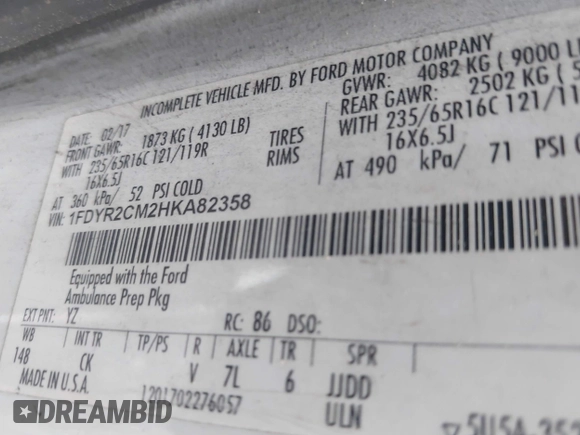 INCOMPLETE VEHICLE MFD. BY FORD MOTOR COMPANY
DATE: 02/17 GVWR: 4082 KG ( 9000 L
FRONT GAWR: 1873 KG ( 4130 LB) REAR GAWR: 2502 KG ( 5
WITH 235/65R16C 121/119R TIRES WITH 235/65R16C 121/119
16X6.5J RIMS 16X6.5J
AT 360 kPa/ 52 PSI COLD AT 490 kPa/ 71 PSI
VIN: 1FDYR2CM2HKA82358
Equipped with the Ford
Ambulance Prep Pkg
EXT PNT: YZ RC: 86 DSO:
WB INT TR TP/PS R AXLE TR SPR
148 CK V 7L 6 JJDD
MADE IN U.S.A. 1201702276057 ULN
DREAMBID